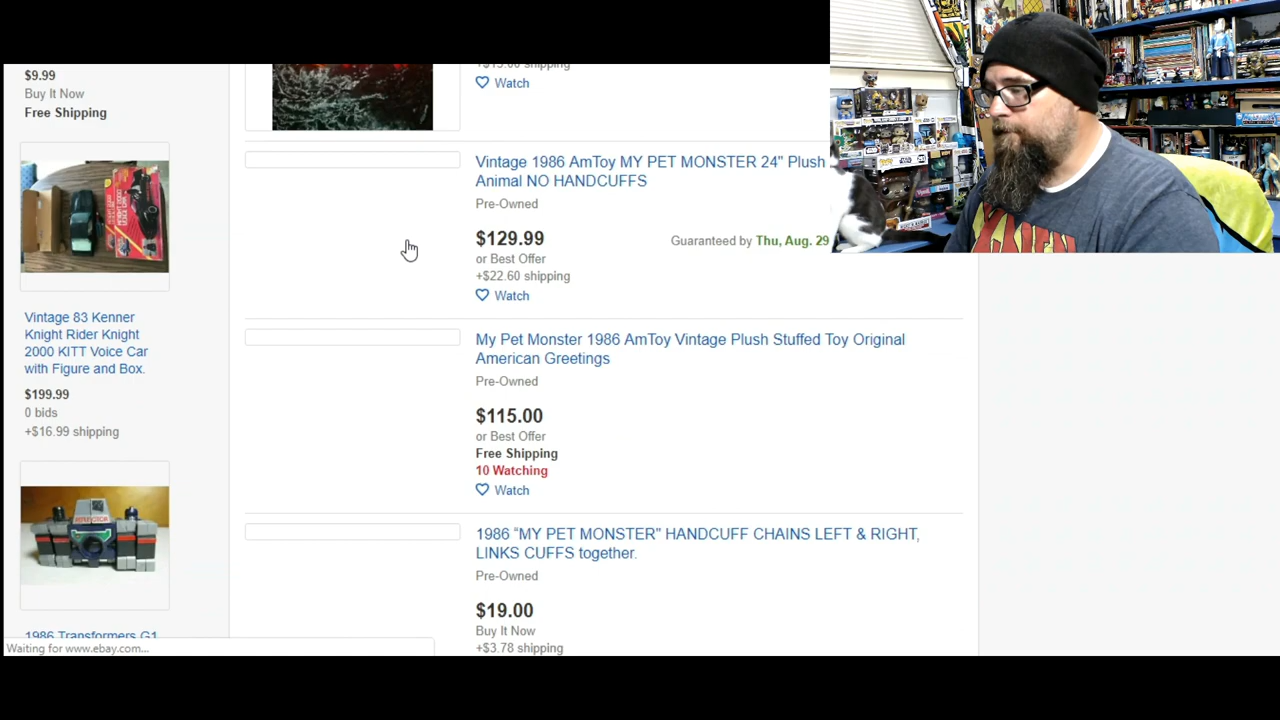 $9.99
Buy It Now
Free Shipping
Vintage 83 Kenner
Knight Rider Knight
2000 KITT Voice Car
with Figure and Box.
$199.99
0 bids
+$16.99 shipping
1986 Transformers G1
Watch
Vintage 1986 AmToy MY PET MONSTER 24" Plush
Animal NO HANDCUFFS
Pre-Owned
$129.99
or Best Offer
+$22.60 shipping
Watch
Guaranteed by Thu, Aug. 29
My Pet Monster 1986 AmToy Vintage Plush Stuffed Toy Original
American Greetings
Pre-Owned
$115.00
or Best Offer
Free Shipping
10 Watching
Watch
1986 “MY PET MONSTER" HANDCUFF CHAINS LEFT & RIGHT,
LINKS CUFFS together.
Pre-Owned
$19.00
Buy It Now
+$3.78 shipping
Waiting for www.ebay.com...